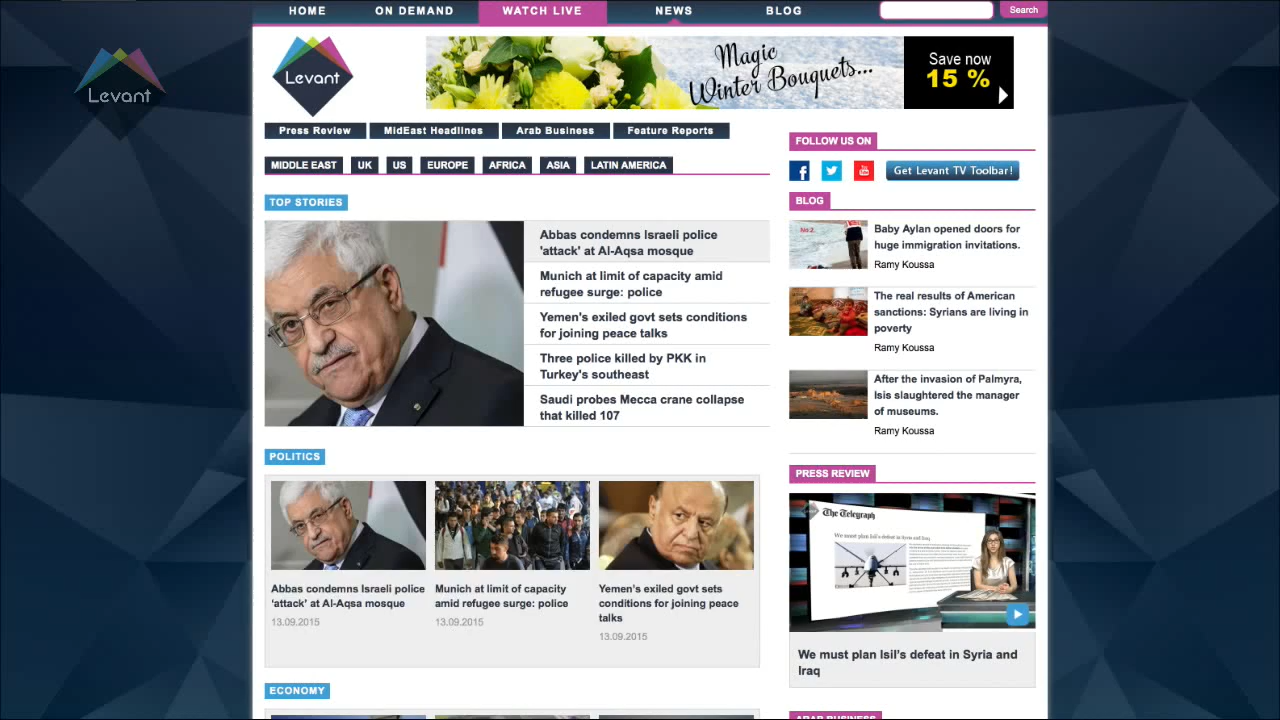 HOME ON DEMAND WATCH LIVE NEWS BLOG Search
Levant
Levant
Magic
Winter Bouquets...
Save now
15 %
Press Review MidEast Headlines Arab Business Feature Reports
MIDDLE EAST UK US EUROPE AFRICA ASIA LATIN AMERICA
TOP STORIES
Abbas condemns Israeli police
'attack' at Al-Aqsa mosque
Munich at limit of capacity amid
refugee surge: police
Yemen's exiled govt sets conditions
for joining peace talks
Three police killed by PKK in
Turkey's southeast
Saudi probes Mecca crane collapse
that killed 107
POLITICS
Abbas condemns Israeli police
'attack' at Al-Aqsa mosque
13.09.2015
Munich at limit of capacity
amid refugee surge: police
13.09.2015
Yemen's exiled govt sets
conditions for joining peace
talks
13.09.2015
ECONOMY
FOLLOW US ON
You
Get Levant TV Toolbar!
BLOG
No 2
Baby Aylan opened doors for
huge immigration invitations.
Ramy Koussa
The real results of American
sanctions: Syrians are living in
poverty
Ramy Koussa
After the invasion of Palmyra,
Isis slaughtered the manager
of museums.
Ramy Koussa
PRESS REVIEW
The Telegraph
We must plan Isil's defeat in Syria and Iraq
We must plan Isil's defeat in Syria and
Iraq
ARAB BUSINESS